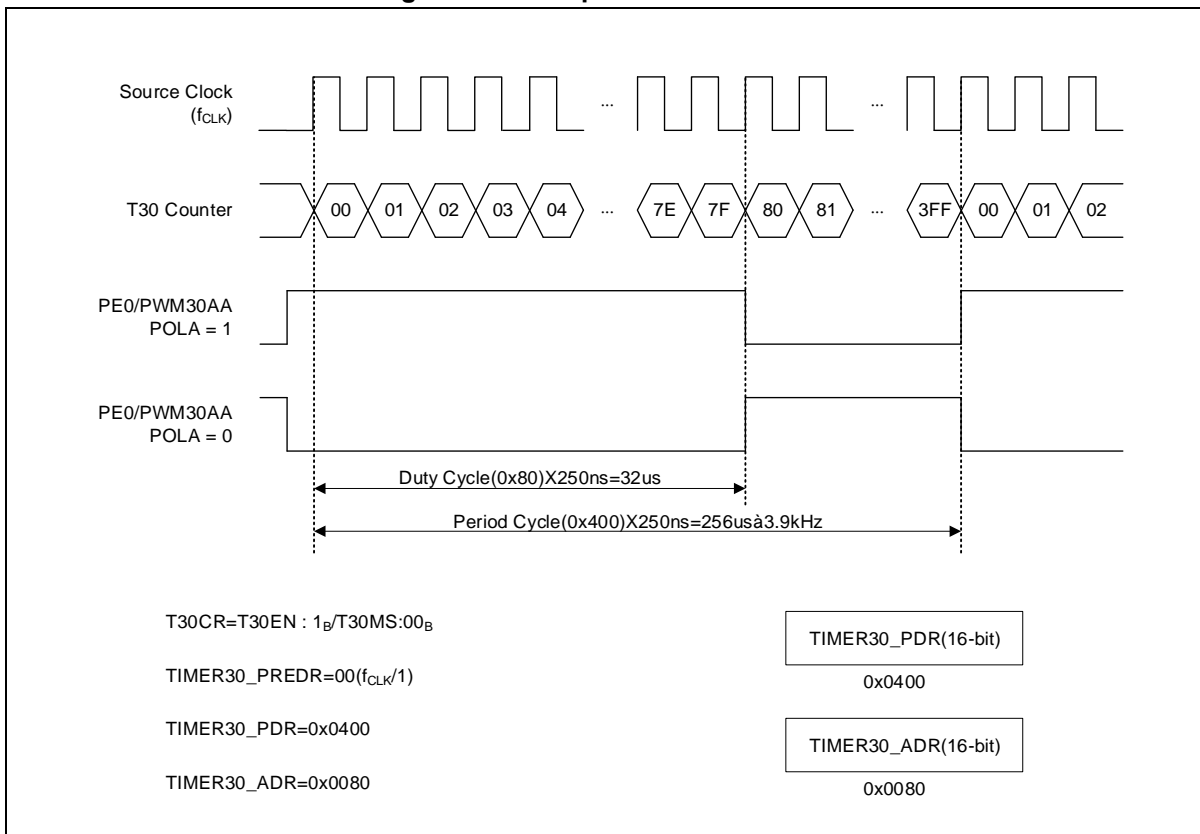 Source Clock
(fCLK)
...
...
T30 Counter
00 01 02 03 04 ... 7E 7F 80 81 ... 3FF 00 01 02
PE0/PWM30AA
POLA = 1
PE0/PWM30AA
POLA = 0
Duty Cycle(0x80)X250ns=32us
Period Cycle(0x400)X250ns=256usà3.9kHz
T30CR=T30EN : 1B/T30MS:00B
TIMER30_PREDR=00(fCLK/1)
TIMER30_PDR=0x0400
TIMER30_ADR=0x0080
TIMER30_PDR(16-bit)
0x0400
TIMER30_ADR(16-bit)
0x0080